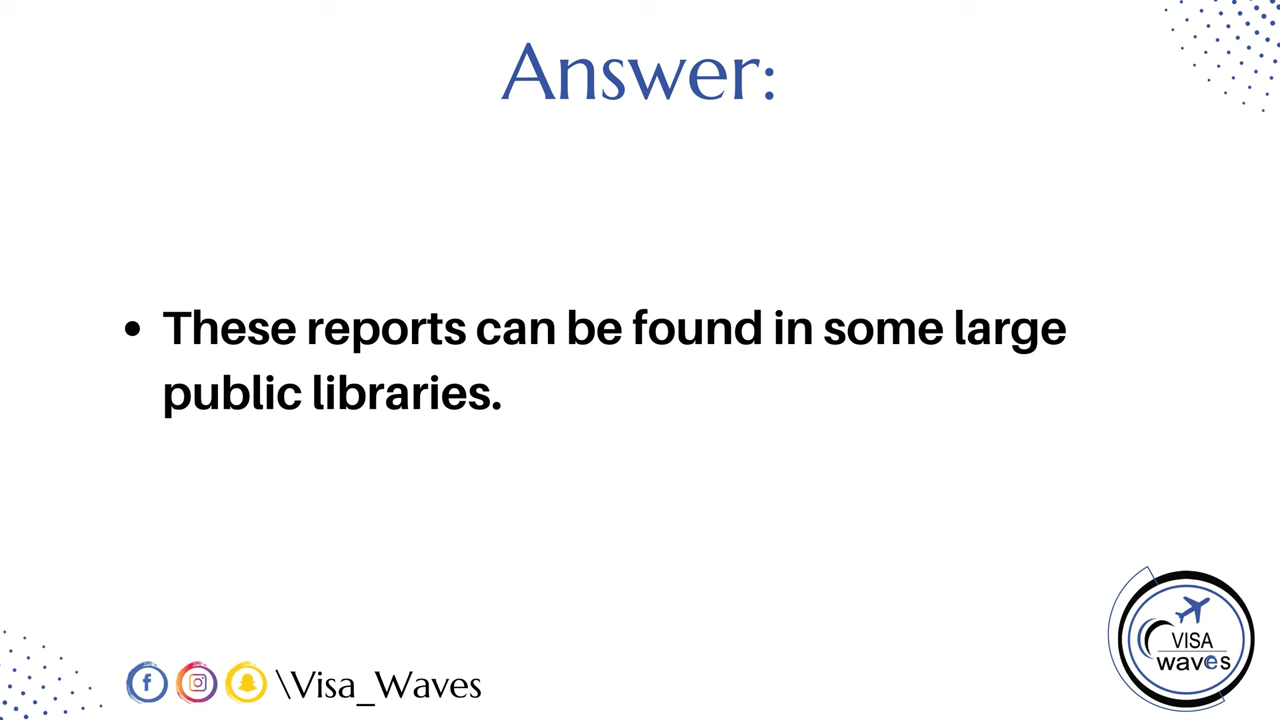 Answer:
• These reports can be found in some large
public libraries.
\Visa_Waves
VISA
waves